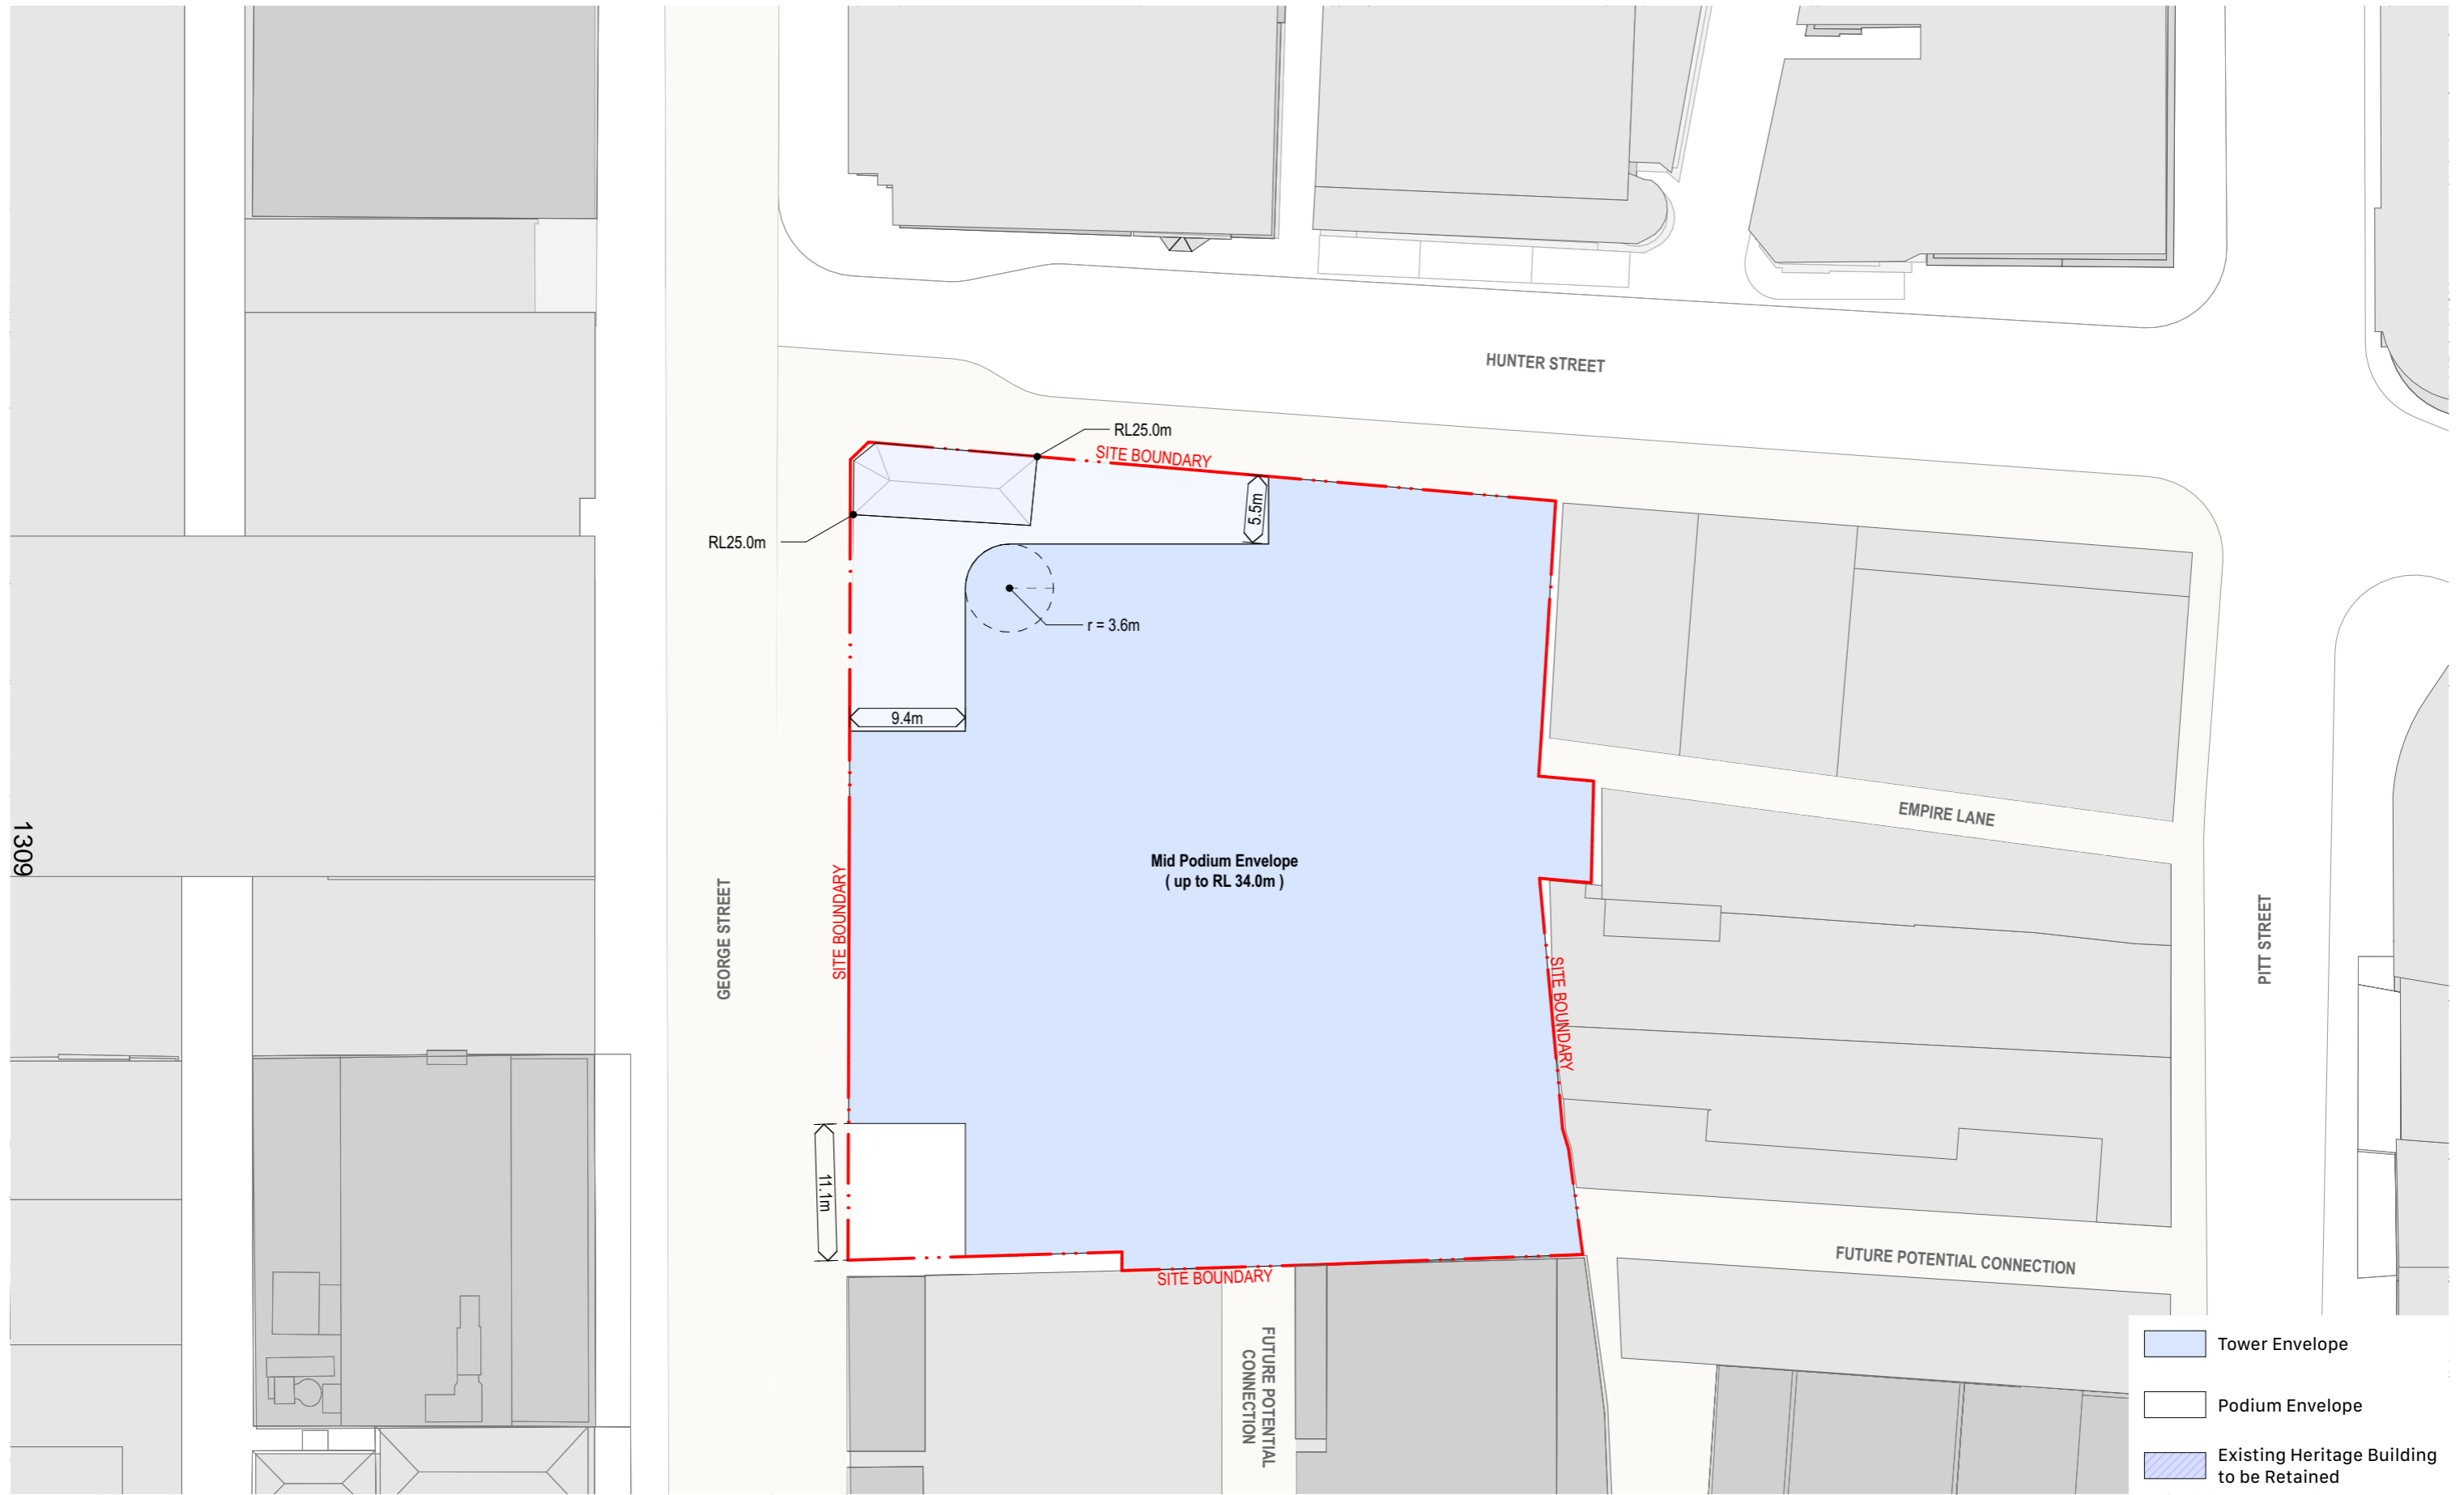 HUNTER STREET
RL25.0m
SITE BOUNDARY
5.5m
RL25.0m
r = 3.6m
9.4m
EMPIRE LANE
1309
Mid Podium Envelope
( up to RL 34.0m )
SITE BOUNDARY
GEORGE STREET
PITT STREET
SITE BOUNDARY
11.1m
FUTURE POTENTIAL CONNECTION
SITE BOUNDARY
FUTURE POTENTIAL
CONNECTION
Tower Envelope
Podium Envelope
Existing Heritage Building
to be Retained